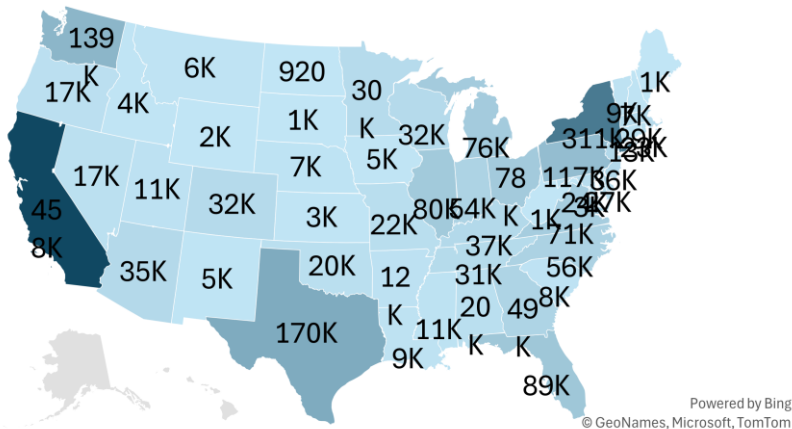 139
K
6K
920
1K
30
K
17K
4K
2K
1K
32K
76K
311K
17K
11K
7K
5K
78
K
117K
32K
80K
54K
45
8K
3K
22K
1K
71K
37K
35K
5K
20K
12
K
31K
56K
20
K
49
K
8K
170K
11K
9K
89K
Powered by Bing
© GeoNames, Microsoft, TomTom